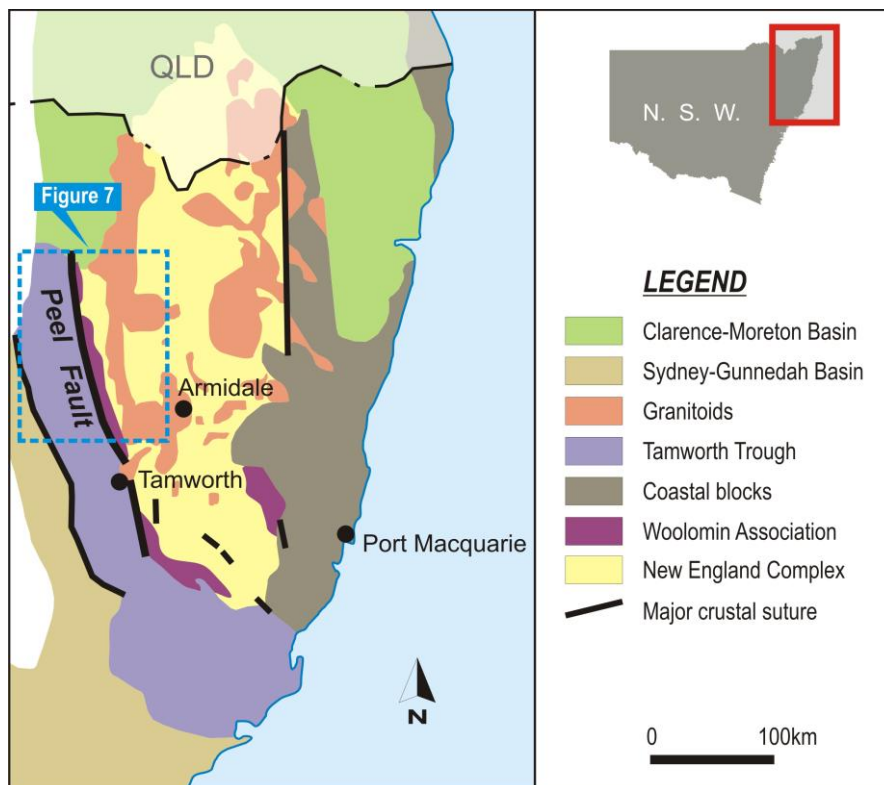 QLD
Figure 7
Peel Fault
Armidale
Tamworth
Port Macquarie
N
N. S. W.
LEGEND
Clarence-Moreton Basin
Sydney-Gunnedah Basin
Granitoids
Tamworth Trough
Coastal blocks
Woolomin Association
New England Complex
Major crustal suture
0 100km